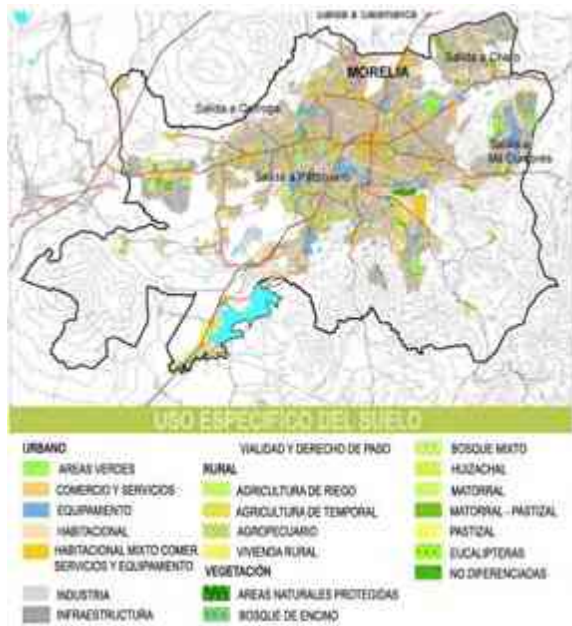 Salida a Salamanca
Salida a Charo
MORELIA
Salida a Quiroga
Salida a
Mil Cumbres
Salida a Pátzcuaro
USO ESPECIFICO DEL SUELO
URBANO
AREAS VERDES
COMERCIO Y SERVICIOS
EQUIPAMIENTO
HABITACIONAL
HABITACIONAL MIXTO COMER.
SERVICIOS Y EQUIPAMIENTO
INDUSTRIA
INFRAESTRUCTURA
VIALIDAD Y DERECHO DE PASO
RURAL
AGRICULTURA DE RIEGO
AGRICULTURA DE TEMPORAL
AGROPECUARIO
VIVIENDA RURAL
VEGETACIÓN
AREAS NATURALES PROTEGIDAS
BOSQUE DE ENCINO
BOSQUE MIXTO
HUIZACHAL
MATORRAL
MATORRAL - PASTIZAL
PASTIZAL
EUCALIPTERAS
NO DIFERENCIADAS